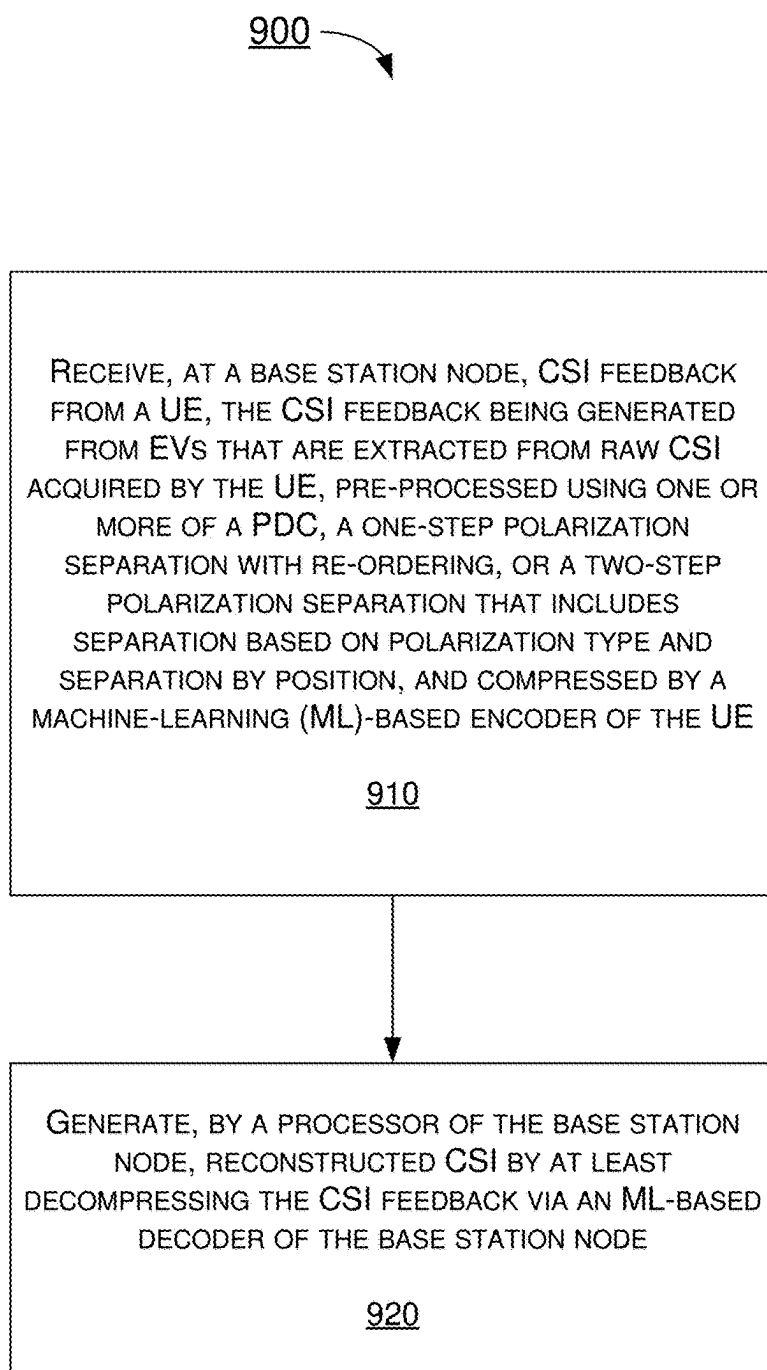 900
RECEIVE, AT A BASE STATION NODE, CSI FEEDBACK
FROM A UE, THE CSI FEEDBACK BEING GENERATED
FROM EVS THAT ARE EXTRACTED FROM RAW CSI
ACQUIRED BY THE UE, PRE-PROCESSED USING ONE OR
MORE OF A PDC, A ONE-STEP POLARIZATION
SEPARATION WITH RE-ORDERING, OR A TWO-STEP
POLARIZATION SEPARATION THAT INCLUDES
SEPARATION BASED ON POLARIZATION TYPE AND
SEPARATION BY POSITION, AND COMPRESSED BY A
MACHINE-LEARNING (ML)-BASED ENCODER OF THE UE
910
GENERATE, BY A PROCESSOR OF THE BASE STATION
NODE, RECONSTRUCTED CSI BY AT LEAST
DECOMPRESSING THE CSI FEEDBACK VIA AN ML-BASED
DECODER OF THE BASE STATION NODE
920